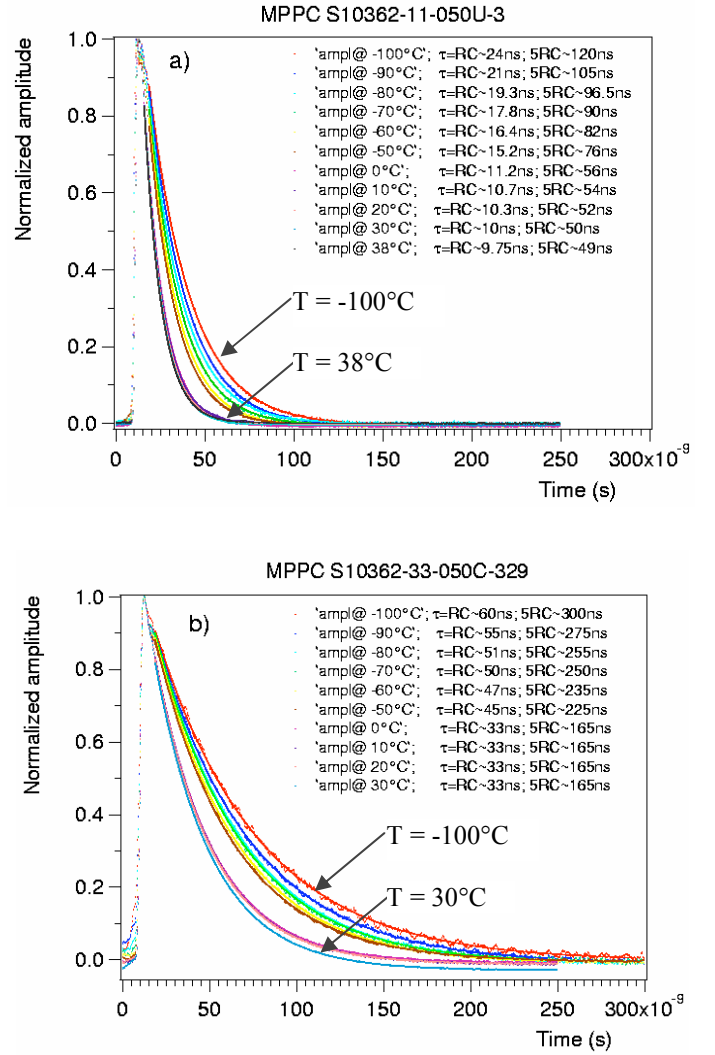 MPPC S10362-11-050U-3
a)
Normalized amplitude
1.0
0.8
0.6
0.4
0.2
0.0
'ampl@ -100°C'; τ=RC~24ns; 5RC~120ns
'ampl@ -90°C'; τ=RC~21ns; 5RC~105ns
'ampl@ -80°C'; τ=RC~19.3ns; 5RC~96.5ns
'ampl@ -70°C'; τ=RC~17.8ns; 5RC~90ns
'ampl@ -60°C'; τ=RC~16.4ns; 5RC~82ns
'ampl@ -50°C'; τ=RC~15.2ns; 5RC~76ns
'ampl@ 0°C'; τ=RC~11.2ns; 5RC~56ns
'ampl@ 10°C'; τ=RC~10.7ns; 5RC~54ns
'ampl@ 20°C'; τ=RC~10.3ns; 5RC~52ns
'ampl@ 30°C'; τ=RC~10ns; 5RC~50ns
'ampl@ 38°C'; τ=RC~9.75ns; 5RC~49ns
T = -100°C
T = 38°C
0 50 100 150 200 250 300x10⁻⁹
Time (s)
MPPC S10362-33-050C-329
b)
Normalized amplitude
1.0
0.8
0.6
0.4
0.2
0.0
'ampl@ -100°C'; τ=RC~60ns; 5RC~300ns
'ampl@ -90°C'; τ=RC~55ns; 5RC~275ns
'ampl@ -80°C'; τ=RC~51ns; 5RC~255ns
'ampl@ -70°C'; τ=RC~50ns; 5RC~250ns
'ampl@ -60°C'; τ=RC~47ns; 5RC~235ns
'ampl@ -50°C'; τ=RC~45ns; 5RC~225ns
'ampl@ 0°C'; τ=RC~33ns; 5RC~165ns
'ampl@ 10°C'; τ=RC~33ns; 5RC~165ns
'ampl@ 20°C'; τ=RC~33ns; 5RC~165ns
'ampl@ 30°C'; τ=RC~33ns; 5RC~165ns
T = -100°C
T = 30°C
0 50 100 150 200 250 300x10⁻⁹
Time (s)